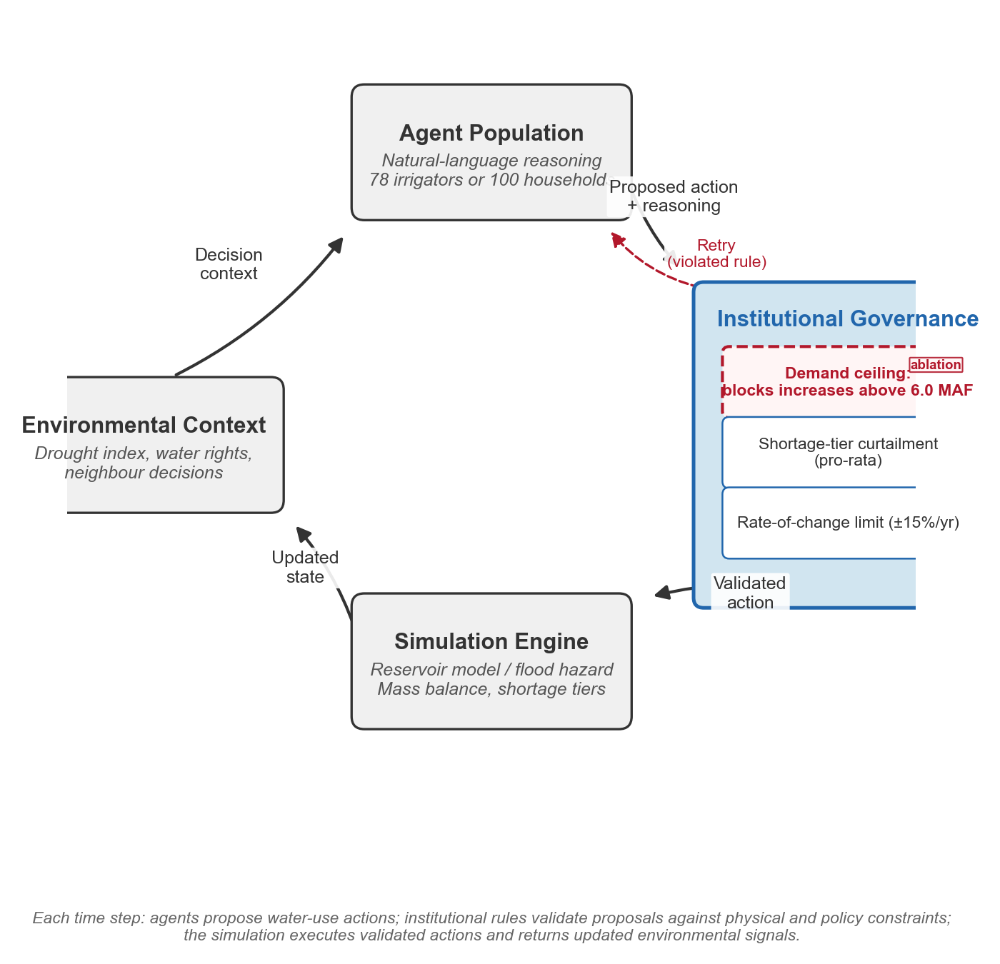 Agent Population
Natural-language reasoning
78 irrigators or 100 households
Proposed action
+ reasoning
Retry
(violated rule)
Decision
context
Institutional Governance
ablation
Demand ceiling:
blocks increases above 6.0 MAF
Shortage-tier curtailment
(pro-rata)
Rate-of-change limit (±15%/yr)
Environmental Context
Drought index, water rights,
neighbour decisions
Updated
state
Validated
action
Simulation Engine
Reservoir model / flood hazard
Mass balance, shortage tiers
Each time step: agents propose water-use actions; institutional rules validate proposals against physical and policy constraints;
the simulation executes validated actions and returns updated environmental signals.